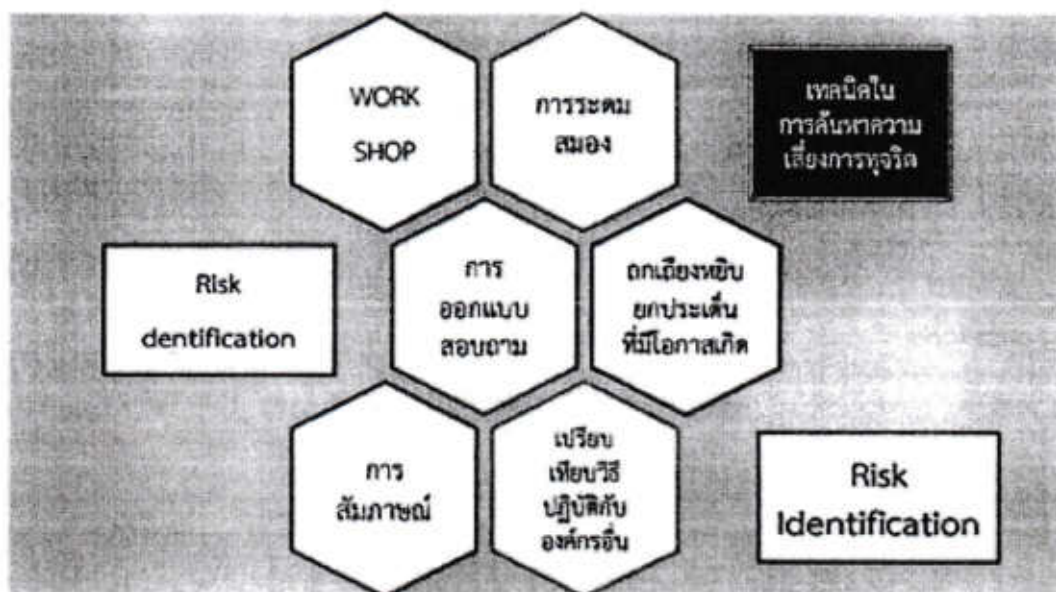 WORK
SHOP
การระดม
สมอง
เทคนิคใน
การค้นหาความ
เสี่ยงการทุจริต
Risk
dentification
การ
ออกแบบ
สอบถาม
ถกเถียงหยิบ
ยกประเด็น
ที่มีโอกาสเกิด
การ
สัมภาษณ์
เปรียบ
เทียบวิธี
ปฏิบัติกับ
องค์กรอื่น
Risk
Identification